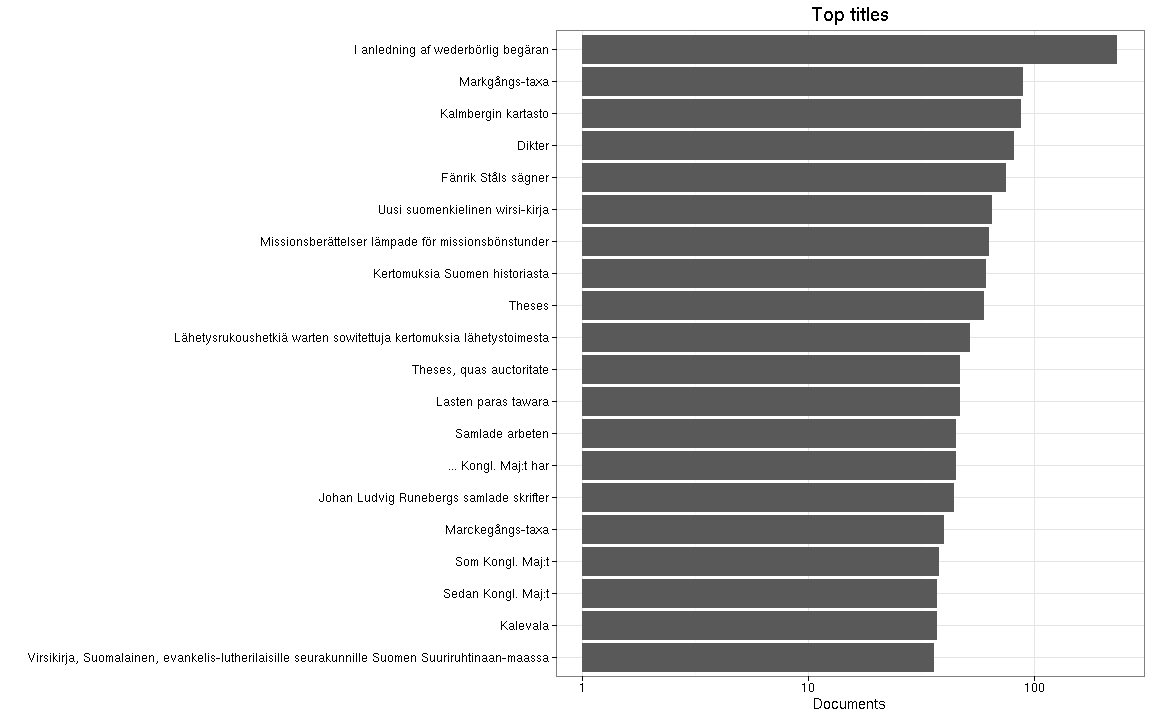 Top titles
I anledning af wederbörlig begäran
Markgångs-taxa
Kalmbergin kartasto
Dikter
Fänrik Ståls sägner
Uusi suomenkielinen wirsi-kirja
Missionsberättelser lämpade för missionsbönstunder
Kertomuksia Suomen historiasta
Theses
Lähetysrukoushetkiä warten sowitettuja kertomuksia lähetystoimesta
Theses, quas auctoritate
Lasten paras tawara
Samlade arbeten
... Kongl. Maj:t har
Johan Ludvig Runebergs samlade skrifter
Marckegångs-taxa
Som Kongl. Maj:t
Sedan Kongl. Maj:t
Kalevala
Virsikirja, Suomalainen, evankelis-lutherilaisille seurakunnille Suomen Suuriruhtinaan-maassa
1 10 100
Documents